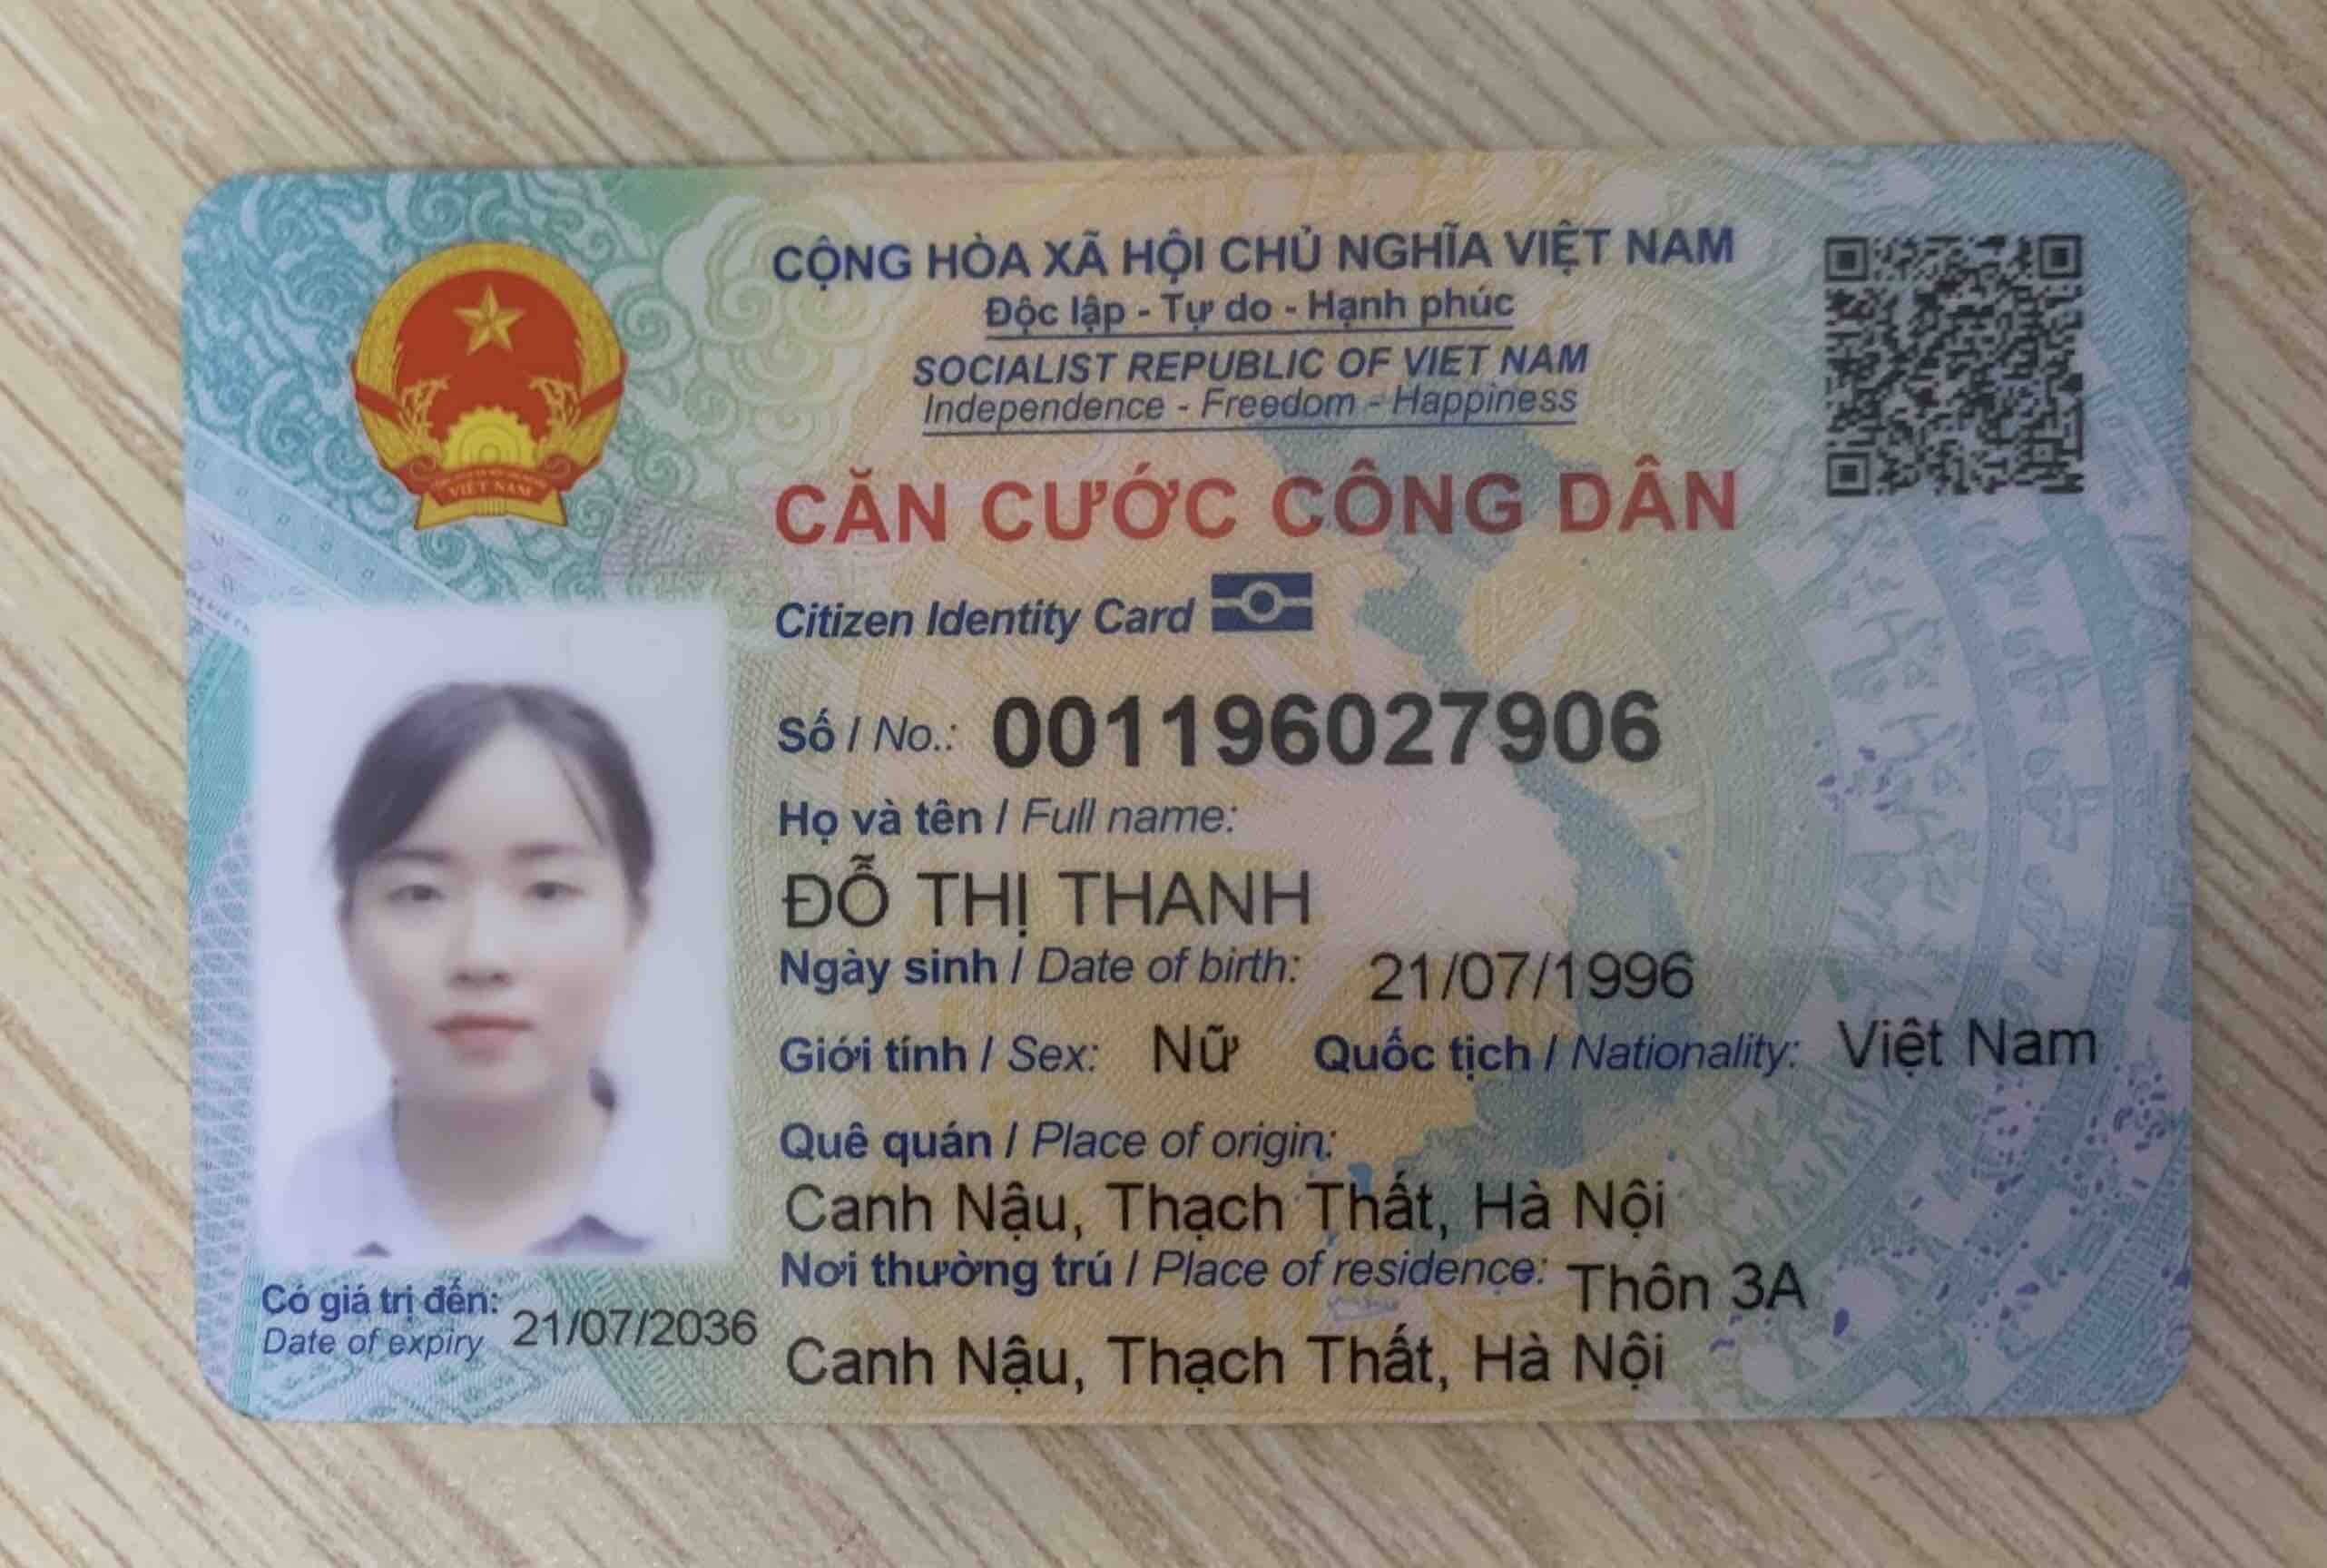 CỘNG HÒA XÃ HỘI CHỦ NGHĨA VIỆT NAM
Độc lập - Tự do - Hạnh phúc
SOCIALIST REPUBLIC OF VIET NAM
Independence - Freedom - Happiness
VIỆT NAM
CĂN CƯỚC CÔNG DÂN
Citizen Identity Card
Số / No.: 001196027906
Họ và tên / Full name:
ĐỖ THỊ THANH
Ngày sinh / Date of birth: 21/07/1996
Giới tính / Sex: Nữ Quốc tịch / Nationality: Việt Nam
Quê quán / Place of origin:
Canh Nậu, Thạch Thất, Hà Nội
Nơi thường trú / Place of residence: Thôn 3A
Canh Nậu, Thạch Thất, Hà Nội
Có giá trị đến: 21/07/2036
Date of expiry